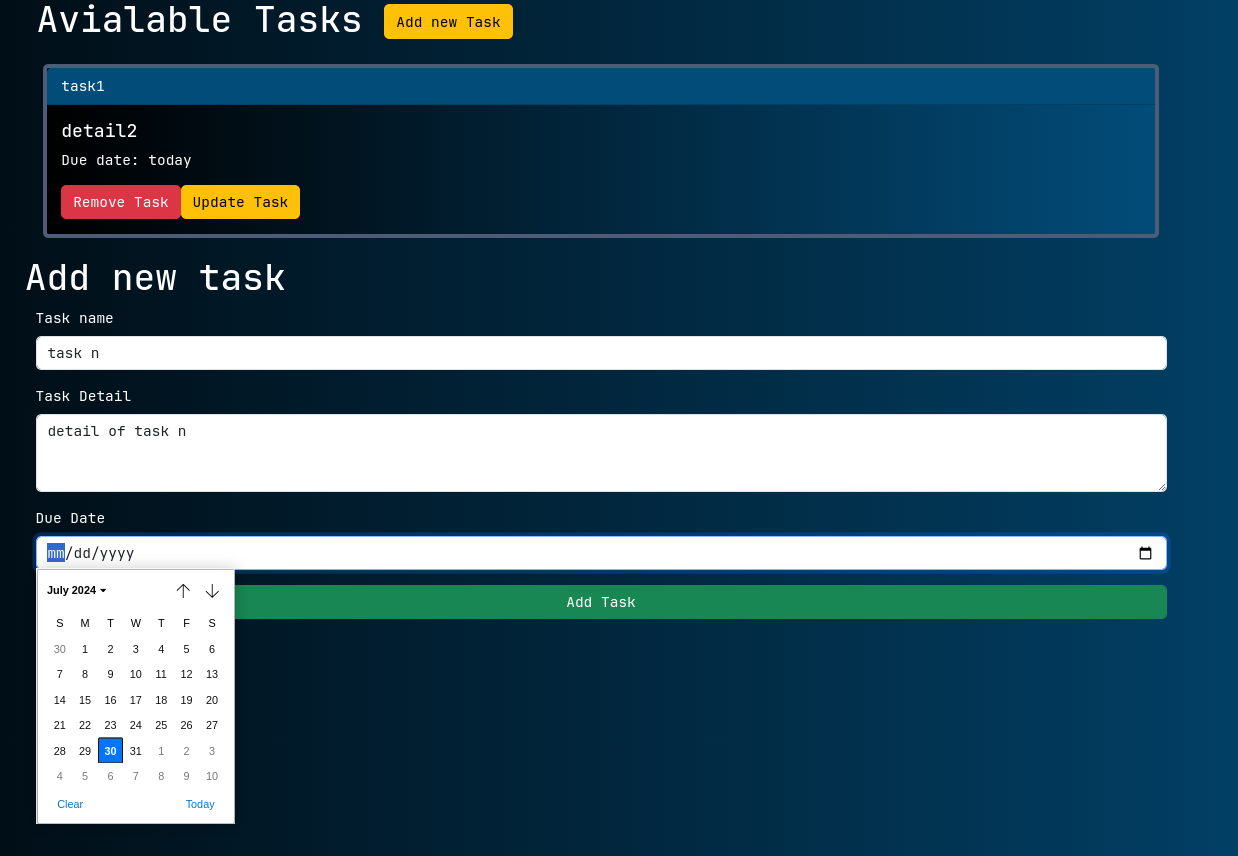 Avialable Tasks Add new Task
task1
detail2
Due date: today
Remove Task Update Task
Add new task
Task name
task n
Task Detail
detail of task n
Due Date
mm/dd/yyyy
July 2024
Add Task
S M T W T F S
30 1 2 3 4 5 6
7 8 9 10 11 12 13
14 15 16 17 18 19 20
21 22 23 24 25 26 27
28 29 30 31 1 2 3
4 5 6 7 8 9 10
Clear Today